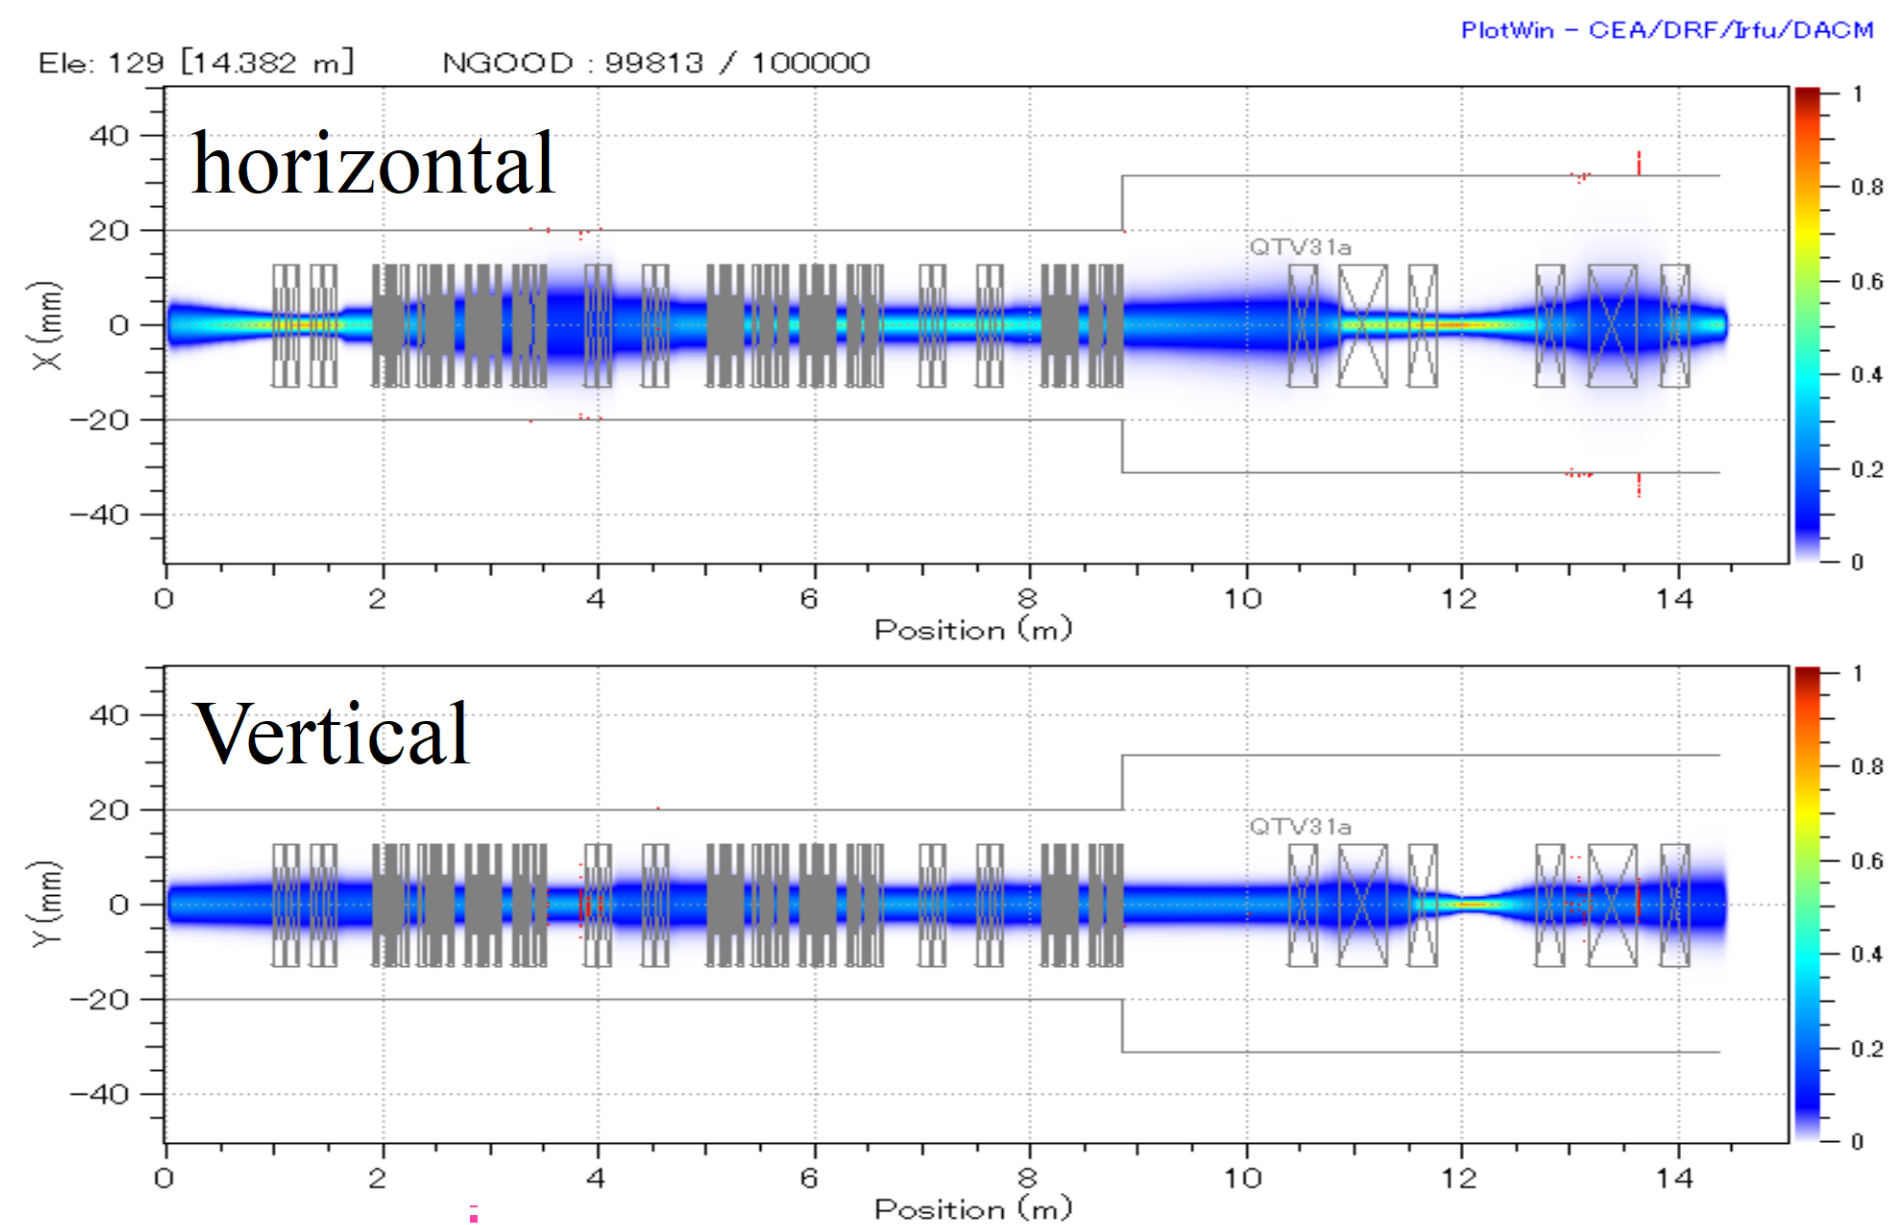 PlotWin - CEA/DRF/Irfu/DACM
Ele: 129 [14.382 m] NGOOD : 99813 / 100000
horizontal
X(mm)
40
20
0
-20
-40
QTV31a
1
0.8
0.6
0.4
0.2
0
0 2 4 6 8 10 12 14
Position (m)
Vertical
Y(mm)
40
20
0
-20
-40
QTV31a
1
0.8
0.6
0.4
0.2
0
0 2 4 6 8 10 12 14
Position (m)